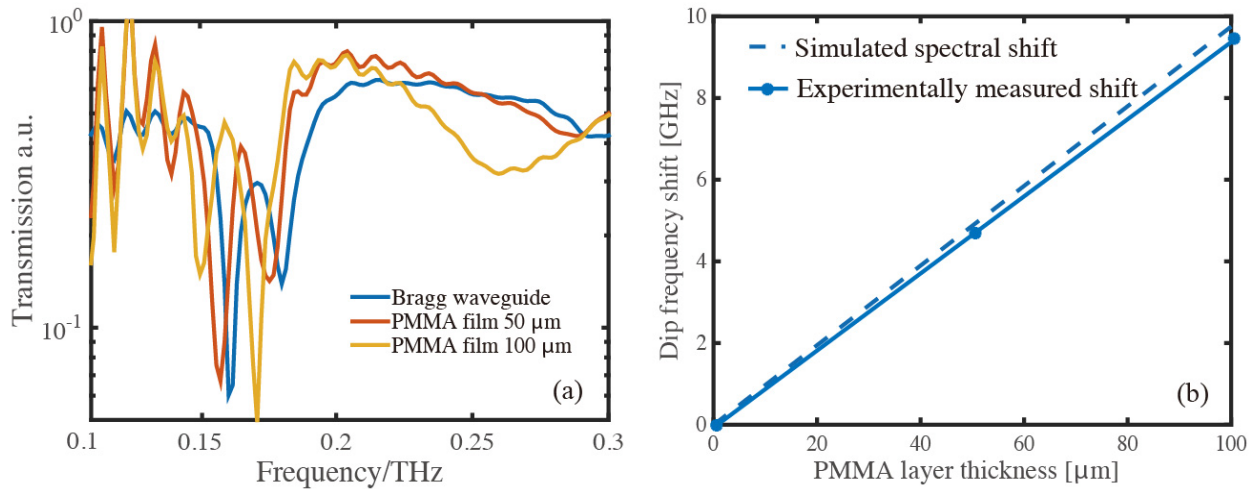 10⁰
10⁻¹
Transmission a.u.
Bragg waveguide
PMMA film 50 μm
PMMA film 100 μm
(a)
0.1
0.15
0.2
0.25
0.3
Frequency/THz
10
8
6
4
2
0
Dip frequency shift [GHz]
Simulated spectral shift
Experimentally measured shift
(b)
0
20
40
60
80
100
PMMA layer thickness [μm]